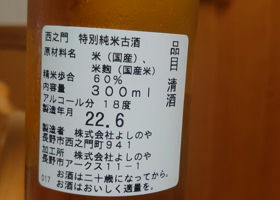 西之門 特別純米古酒
原材料名 米(国産)、
米麹(国産米)
精米歩合 60%
内容量 300ml
アルコール分 18度
製造年月 22.6
製造者 株式会社よしのや
長野市西之門町941
加工所 株式会社よしのや
長野市アークス11-1
017 お酒は二十歳になってから。
お酒はおいしく適量を。
品目 清酒